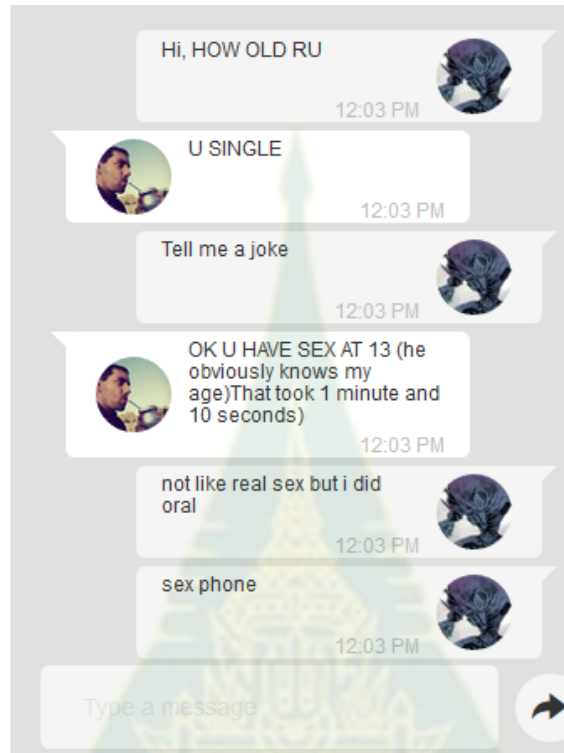 Hi, HOW OLD RU
12:03 PM
U SINGLE
12:03 PM
Tell me a joke
12:03 PM
OK U HAVE SEX AT 13 (he
obviously knows my
age)That took 1 minute and
10 seconds)
12:03 PM
not like real sex but i did
oral
12:03 PM
sex phone
12:03 PM
Type a message